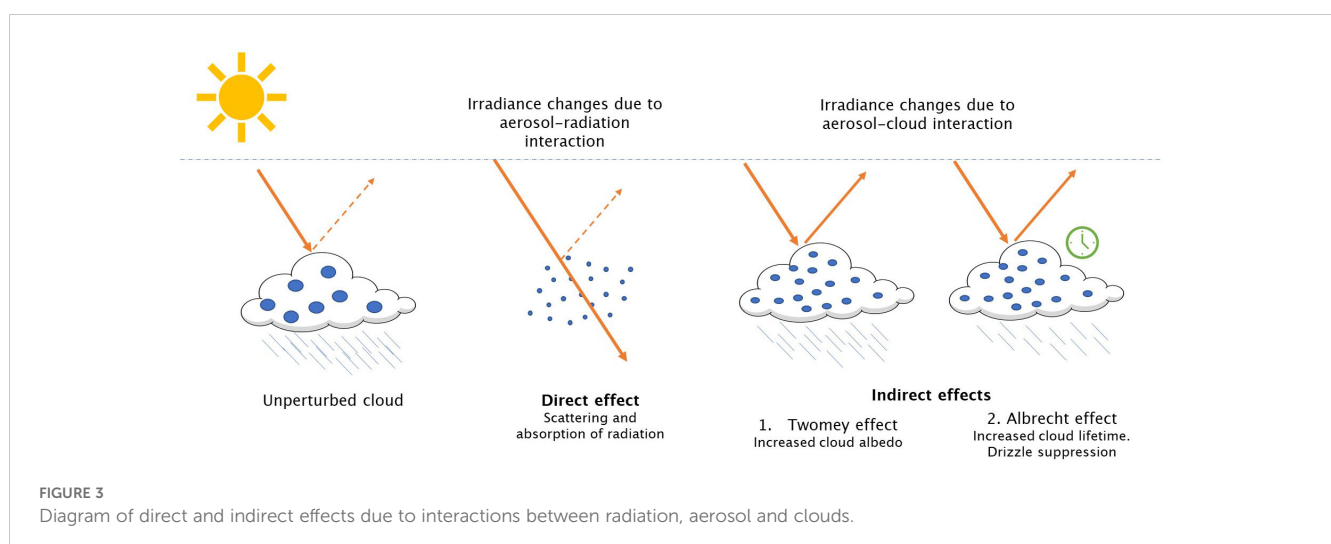 Irradiance changes due to
aerosol-radiation
interaction
Irradiance changes due to
aerosol-cloud interaction
Unperturbed cloud
Direct effect
Scattering and
absorption of radiation
Indirect effects
1. Twomey effect
Increased cloud albedo
2. Albrecht effect
Increased cloud lifetime.
Drizzle suppression
FIGURE 3
Diagram of direct and indirect effects due to interactions between radiation, aerosol and clouds.